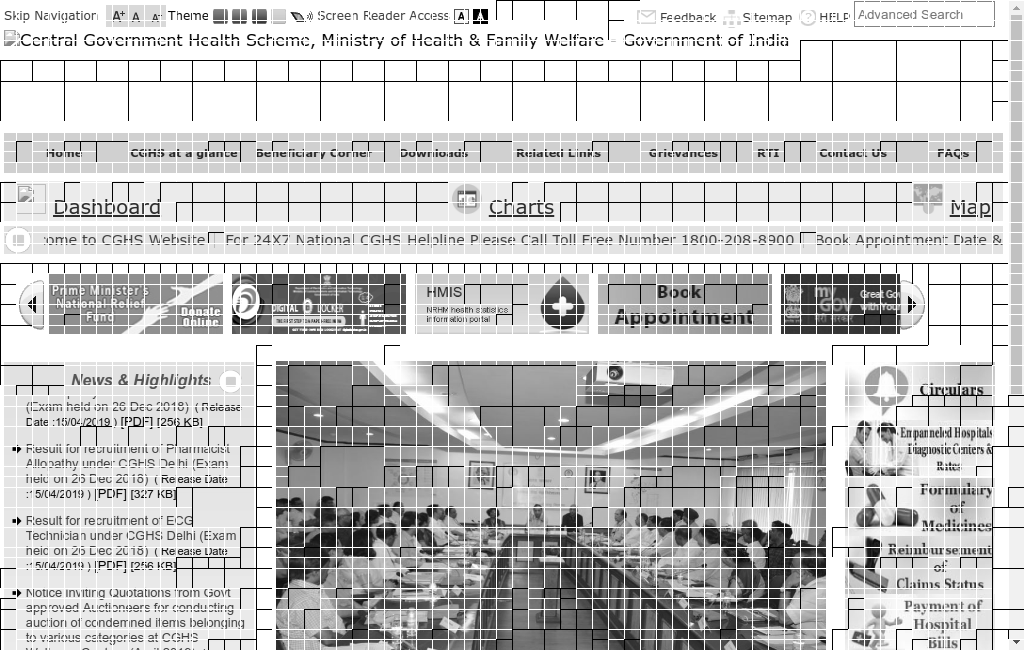 Skip Navigation A+ A A- Theme Screen Reader Access A A Feedback Sitemap HELP Advanced Search
Central Government Health Scheme, Ministry of Health & Family Welfare - Government of India
Home CGHS at a glance Beneficiary Corner Downloads Related Links Grievances RTI Contact Us FAQs
Dashboard Charts Map
ome to CGHS Website For 24X7 National CGHS Helpline Please Call Toll Free Number 1800-208-8900 Book Appointment Date &
Prime Minister's
National Relief
Fund
Donate
Online
DIGITAL LOCKER
HMIS
NRHM health statistics
information portal
Book
Appointment
my
Gov
Great Gov
with You
News & Highlights
(Exam held on 26 Dec 2018) ( Release
Date :15/04/2019 ) [PDF] [256 KB]
Result for recruitment of Pharmacist
Allopathy under CGHS Delhi (Exam
held on 26 Dec 2018) ( Release Date
:15/04/2019 ) [PDF] [327 KB]
Result for recruitment of ECG
Technician under CGHS Delhi (Exam
held on 26 Dec 2018) ( Release Date
:15/04/2019 ) [PDF] [256 KB]
Notice Inviting Quotations from Govt
approved Auctioneers for conducting
auction of condemned items belonging
to various categories at CGHS
Circulars
Empanneled Hospitals
Diagnostic Centers &
Rates
Formulary
of
Medicines
Reimbursement
of
Claims Status
Payment of
Hospital
Bills